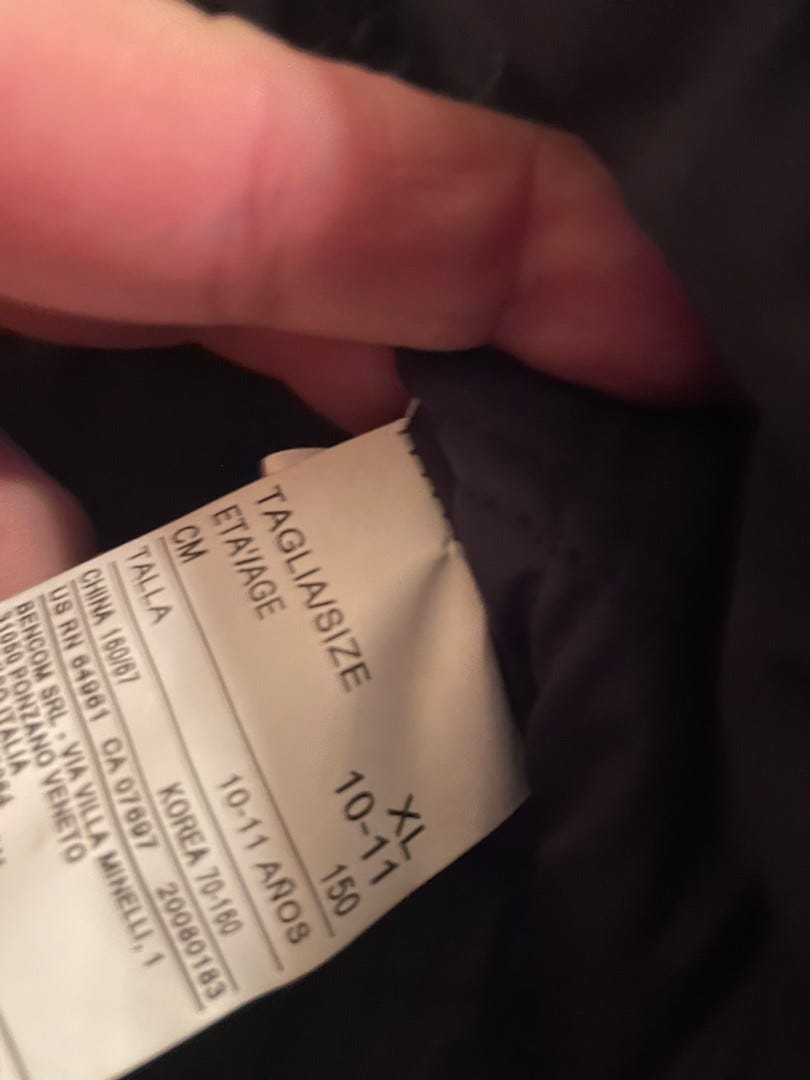 TAGLIA/SIZE XL
ETA'/AGE 10-11
CM 150
TALLA 10-11 AÑOS
CHINA 160/67 KOREA 70-160
US RN 64961 CA 07697 20080183
BENCOM SRL - VIA VILLA MINELLI, 1
PONZANO VENETO
ITALIA